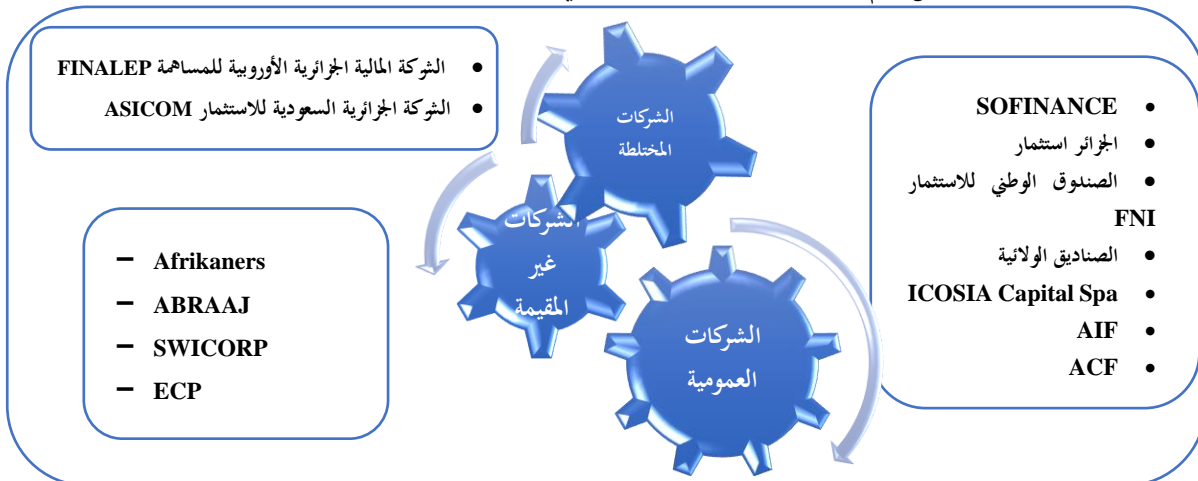 الشركة المالية الجزائرية الأوروبية للمساهمة FINALEP
الشركة الجزائرية السعودية للاستثمار ASICOM
الشركات
المختلطة
SOFINANCE
الجزائر استثمار
الصندوق الوطني للاستثمار
FNI
الصناديق الولائية
ICOSIA Capital Spa
AIF
ACF
الشركات
غير
المقيمة
الشركات
العمومية
– Afrikaners
– ABRAAJ
– SWICORP
– ECP